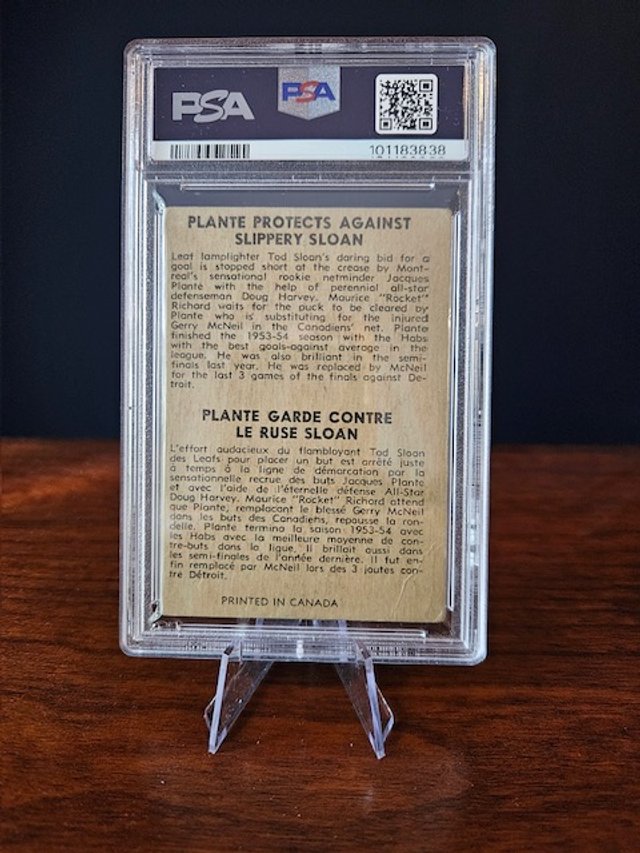 PSA
PSA
101183838
PLANTE PROTECTS AGAINST
SLIPPERY SLOAN
Leaf lamplighter Tod Sloan's daring bid for a
goal is stopped short at the crease by Mont-
real's sensational rookie netminder Jacques
Plante with the help of perennial all-star
defenseman Doug Harvey. Maurice "Rocket"
Richard waits for the puck to be cleared by
Plante who is substituting for the injured
Gerry McNeil in the Canadiens' net. Plante
finished the 1953-54 season with the Habs
with the best goals-against average in the
league. He was also brilliant in the semi-
finals last year. He was replaced by McNeil
for the last 3 games of the finals against De-
troit.
PLANTE GARDE CONTRE
LE RUSE SLOAN
L'effort audacieux du flamboyant Tod Sloan
des Leafs pour placer un but est arrêté juste
à temps à la ligne de démarcation par la
sensationnelle recrue des buts Jacques Plante
et avec l'aide de l'éternelle défense All-Star
Doug Harvey. Maurice "Rocket" Richard attend
que Plante, remplacant le blessé Gerry McNeil
dans les buts des Canadiens, repousse la ron-
delle. Plante termina la saison 1953-54 avec
les Habs avec la meilleure moyenne de con-
tre-buts dans la ligue. Il brillait aussi dans
les semi-finales de l'année dernière. Il fut en-
fin remplacé par McNeil lors des 3 joutes con-
tre Détroit.
PRINTED IN CANADA